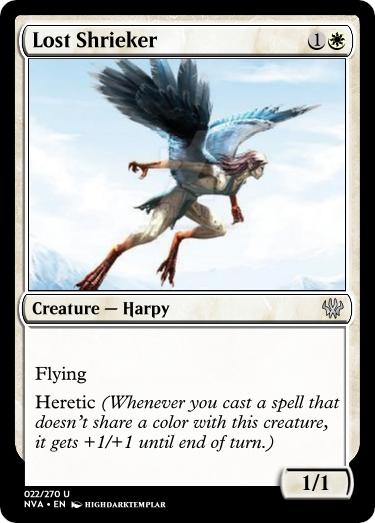 Lost Shrieker 1
Creature — Harpy
Flying
Heretic (Whenever you cast a spell that
doesn't share a color with this creature,
it gets +1/+1 until end of turn.)
1/1
022/270 U
NVA • EN HIGHDARKTEMPLAR